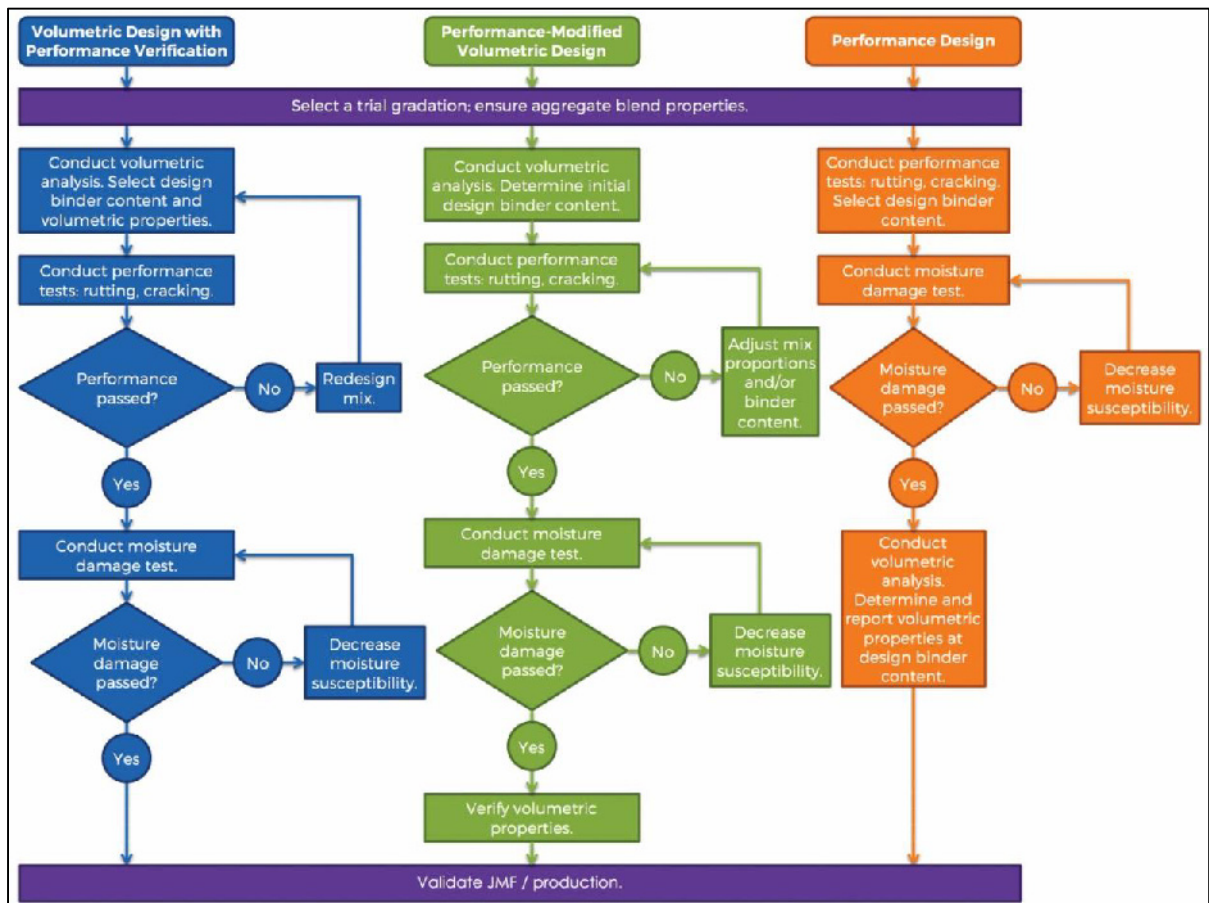 Volumetric Design with
Performance Verification
Performance-Modified
Volumetric Design
Performance Design
Select a trial gradation; ensure aggregate blend properties.
Conduct volumetric
analysis. Select design
binder content and
volumetric properties.
Conduct performance
tests: rutting, cracking.
Performance
passed?
No
Redesign
mix.
Yes
Conduct moisture
damage test.
Moisture
damage
passed?
No
Decrease
moisture
susceptibility.
Yes
Conduct volumetric
analysis. Determine initial
design binder content.
Conduct performance
tests: rutting, cracking.
Performance
passed?
No
Adjust mix
proportions
and/or
binder
content.
Yes
Conduct moisture
damage test.
Moisture
damage
passed?
No
Decrease
moisture
susceptibility.
Yes
Verify volumetric
properties.
Conduct performance
tests: rutting, cracking.
Select design binder
content.
Conduct moisture
damage test.
Moisture
damage
passed?
No
Decrease
moisture
susceptibility.
Yes
Conduct
volumetric
analysis.
Determine and
report volumetric
properties at
design binder
content.
Validate JMF / production.